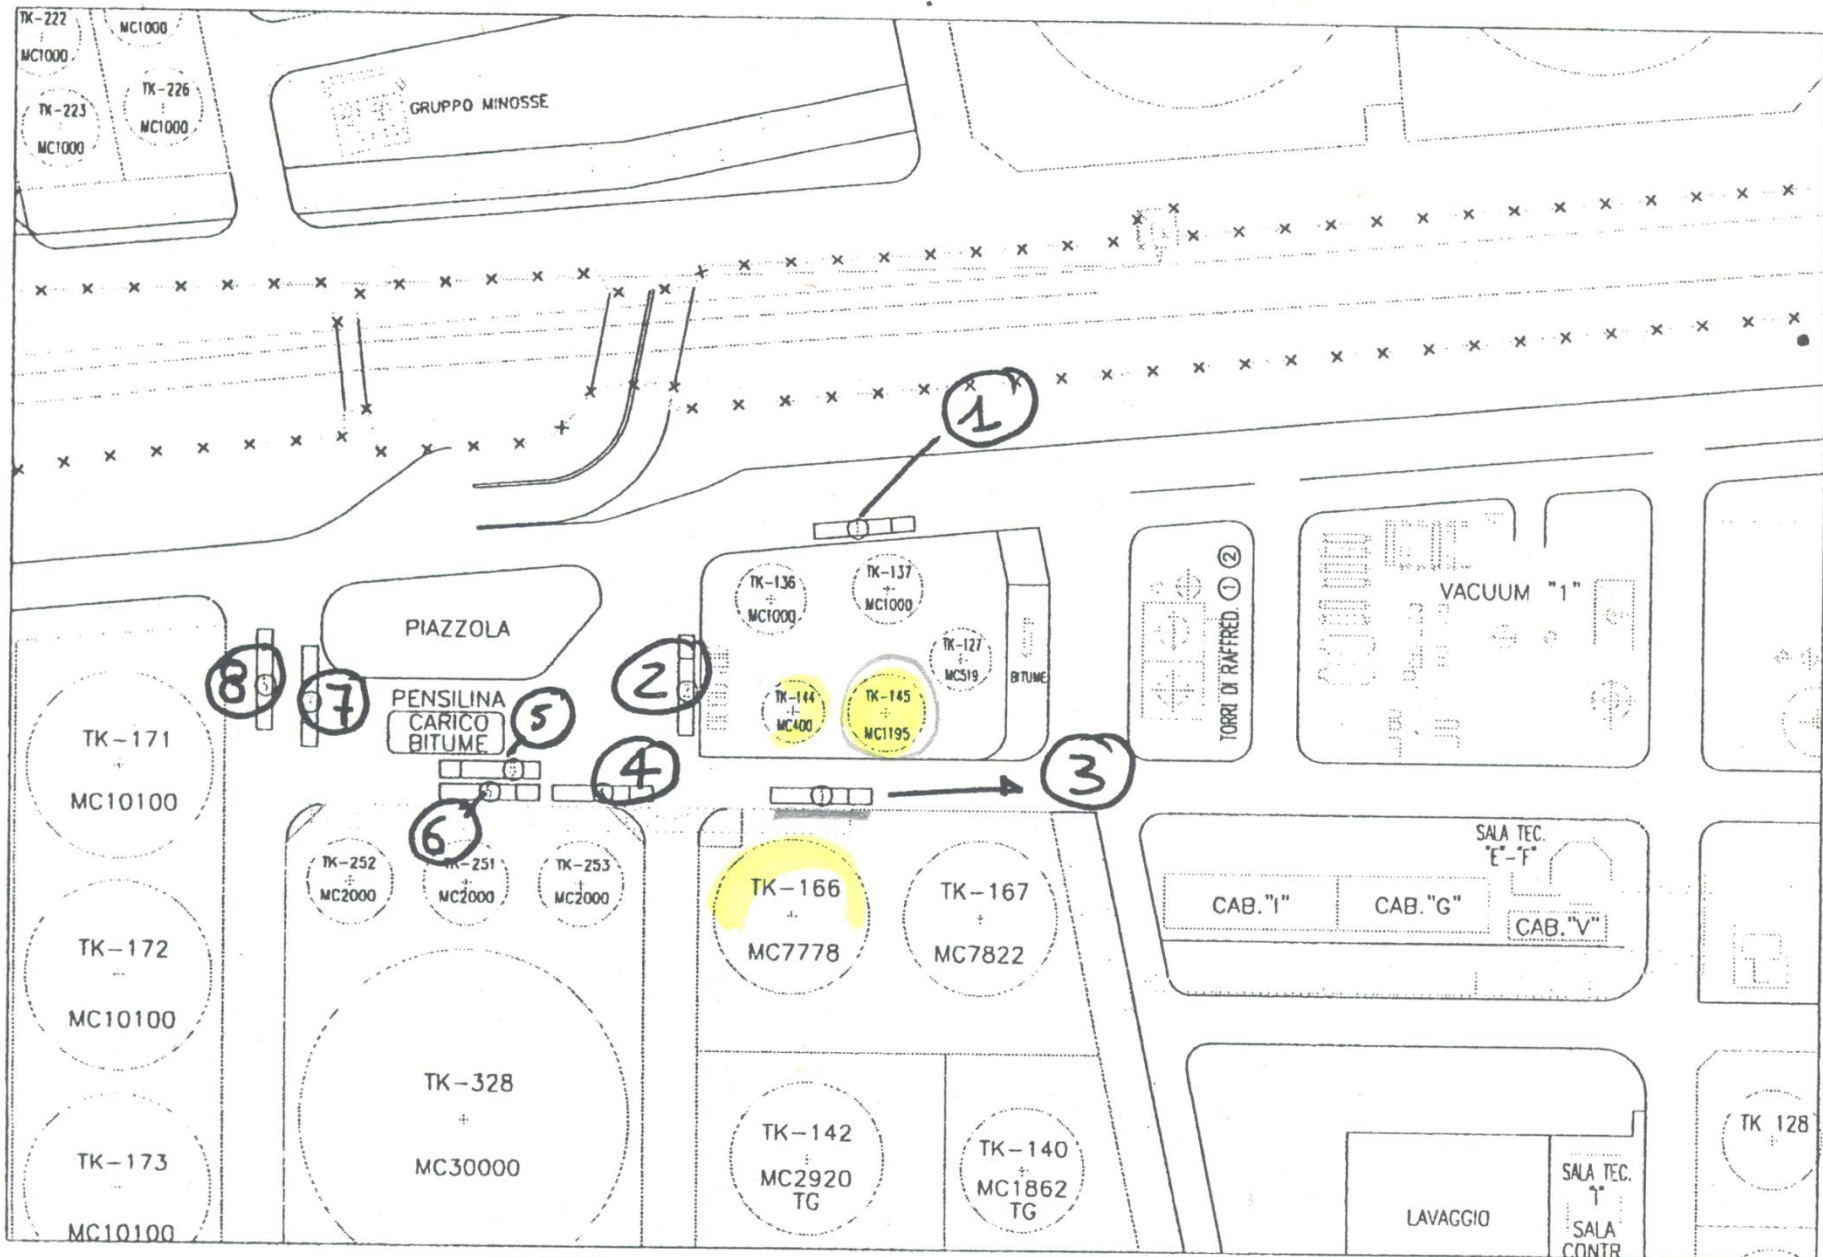 TK-222
MC1000
MC1000
TK-223
MC1000
TK-226
MC1000
GRUPPO MINOSSE
1
TK-136
MC1000
TK-137
MC1000
TK-127
MC519
TK-144
MC400
TK-145
MC1195
BITUME
TORRI DI RAFFRED. 1 2
VACUUM "1"
PIAZZOLA
PENSILINA
CARICO
BITUME
8
7
5
2
4
6
3
TK-171
MC10100
TK-172
MC10100
TK-173
MC10100
TK-252
MC2000
TK-251
MC2000
TK-253
MC2000
TK-328
MC30000
TK-166
MC7778
TK-167
MC7822
TK-142
MC2920
TG
TK-140
MC1862
TG
SALA TEC.
"E"-"F"
CAB."I"
CAB."G"
CAB."V"
LAVAGGIO
SALA TEC.
"I"
SALA
CONTR.
TK 128